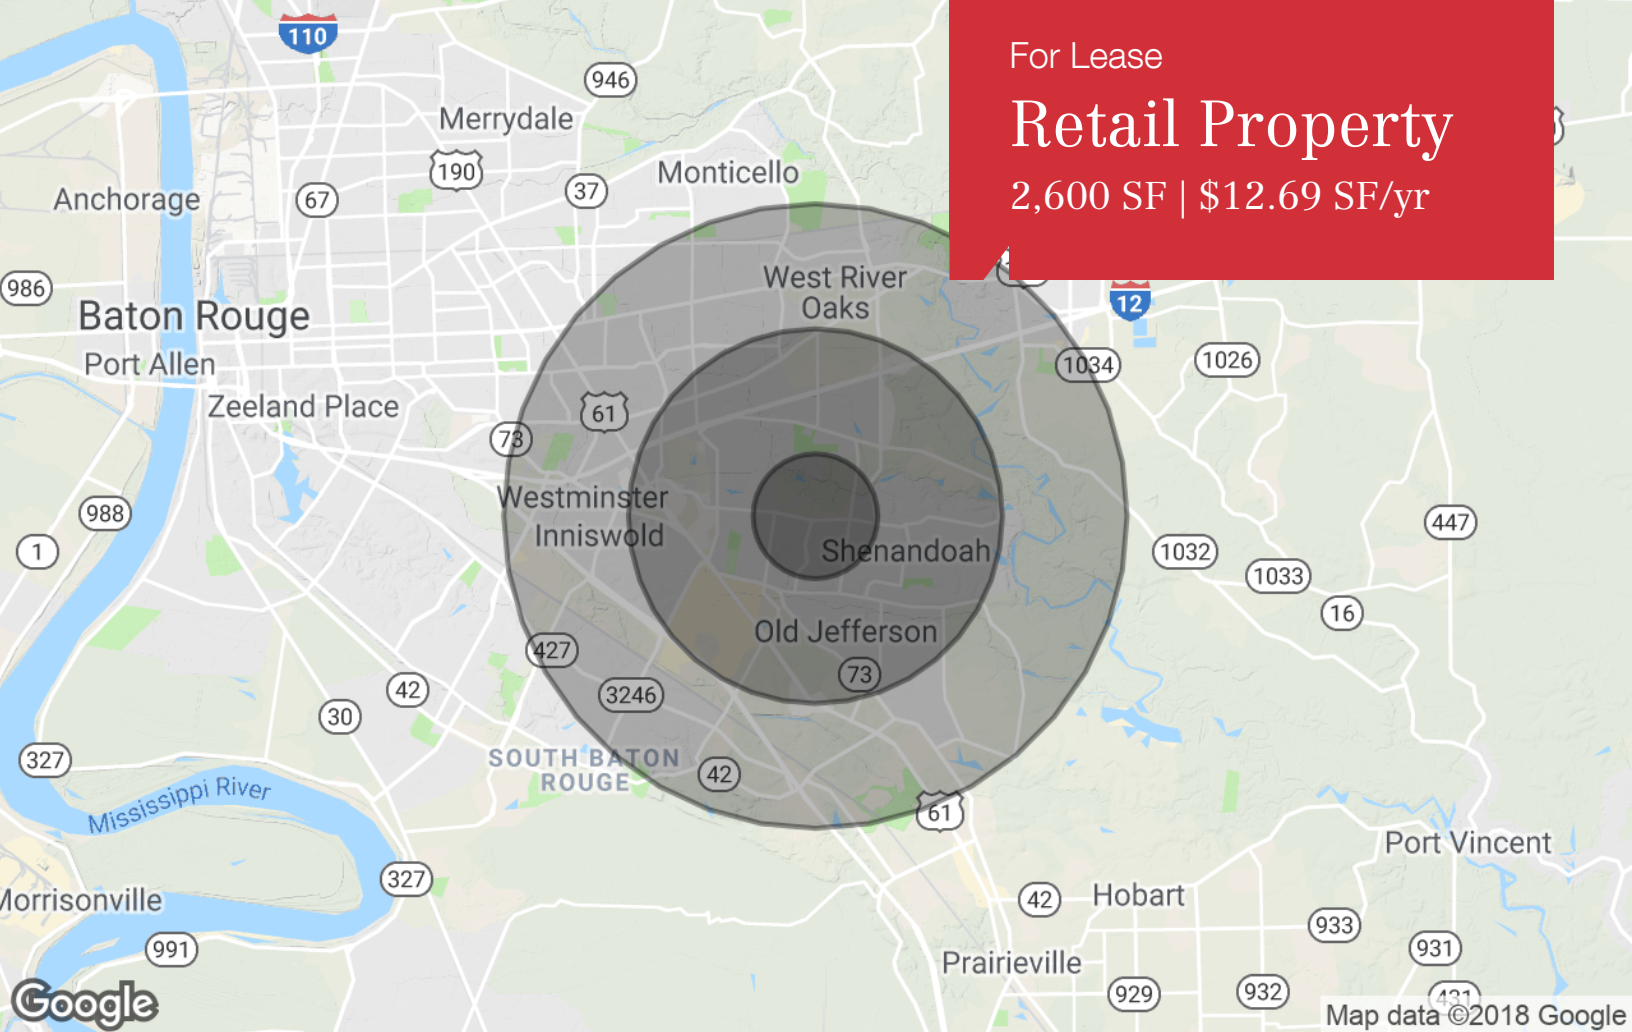 For Lease
Retail Property
2,600 SF | $12.69 SF/yr
110
946
Merrydale
190
Monticello
37
67
Anchorage
986
West River
Oaks
12
Baton Rouge
Port Allen
1034
1026
Zeeland Place
61
73
Westminster
988
447
Inniswold
1
Shenandoah
1032
1033
16
Old Jefferson
427
73
42
3246
30
327
SOUTH BATON
ROUGE
42
Mississippi River
61
Port Vincent
327
Morrisonville
42
Hobart
933
991
931
Prairieville
929
932
431
Google
Map data ©2018 Google